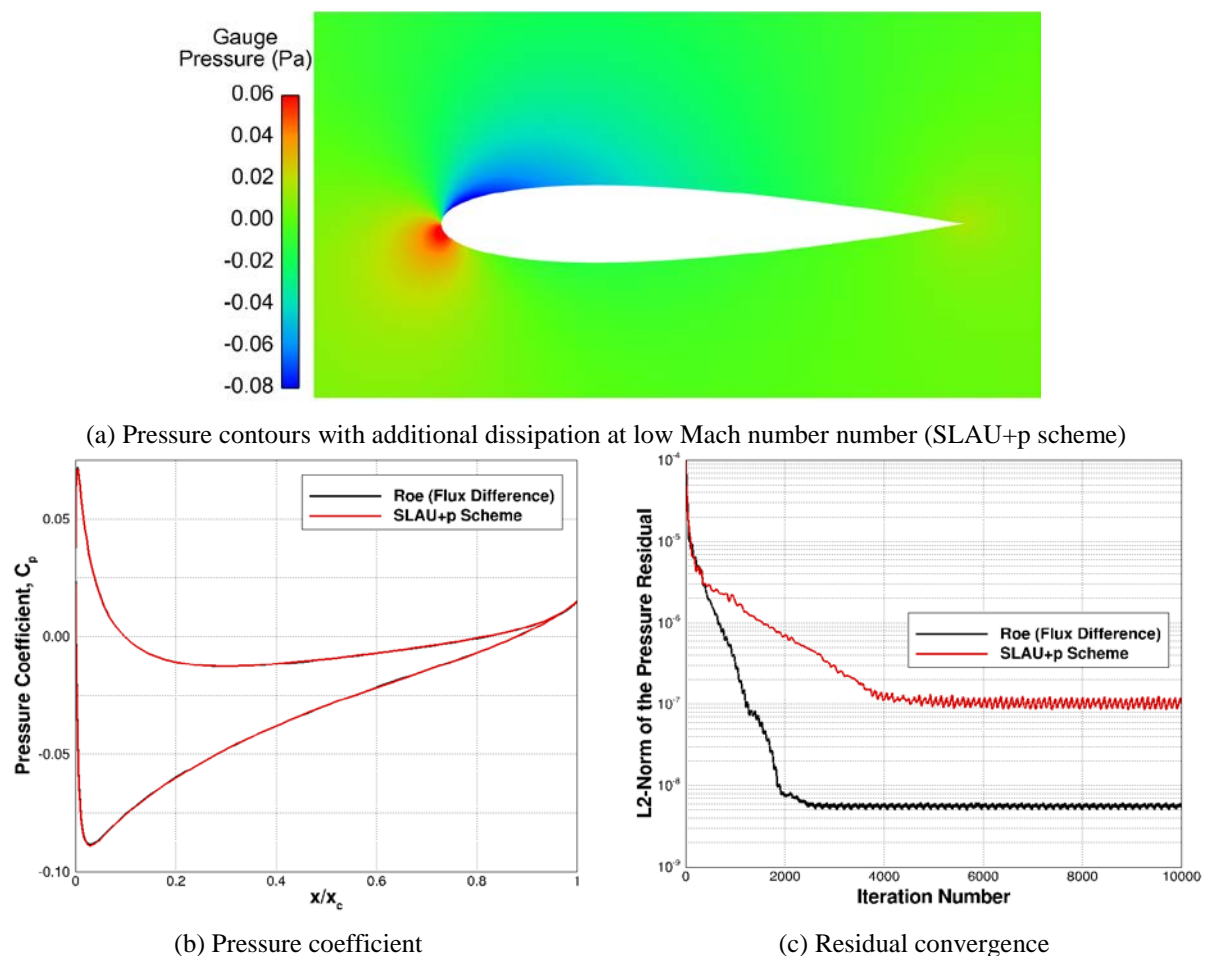 Gauge
Pressure (Pa)
0.06
0.04
0.02
0.00
-0.02
-0.04
-0.06
-0.08
(a) Pressure contours with additional dissipation at low Mach number number (SLAU+p scheme)
Pressure Coefficient, Cp
0.05
0.00
-0.05
-0.10
Roe (Flux Difference)
SLAU+p Scheme
0 0.2 0.4 0.6 0.8 1
x/xc
(b) Pressure coefficient
L2-Norm of the Pressure Residual
10-4
10-5
10-6
10-7
10-8
10-9
Roe (Flux Difference)
SLAU+p Scheme
0 2000 4000 6000 8000 10000
Iteration Number
(c) Residual convergence